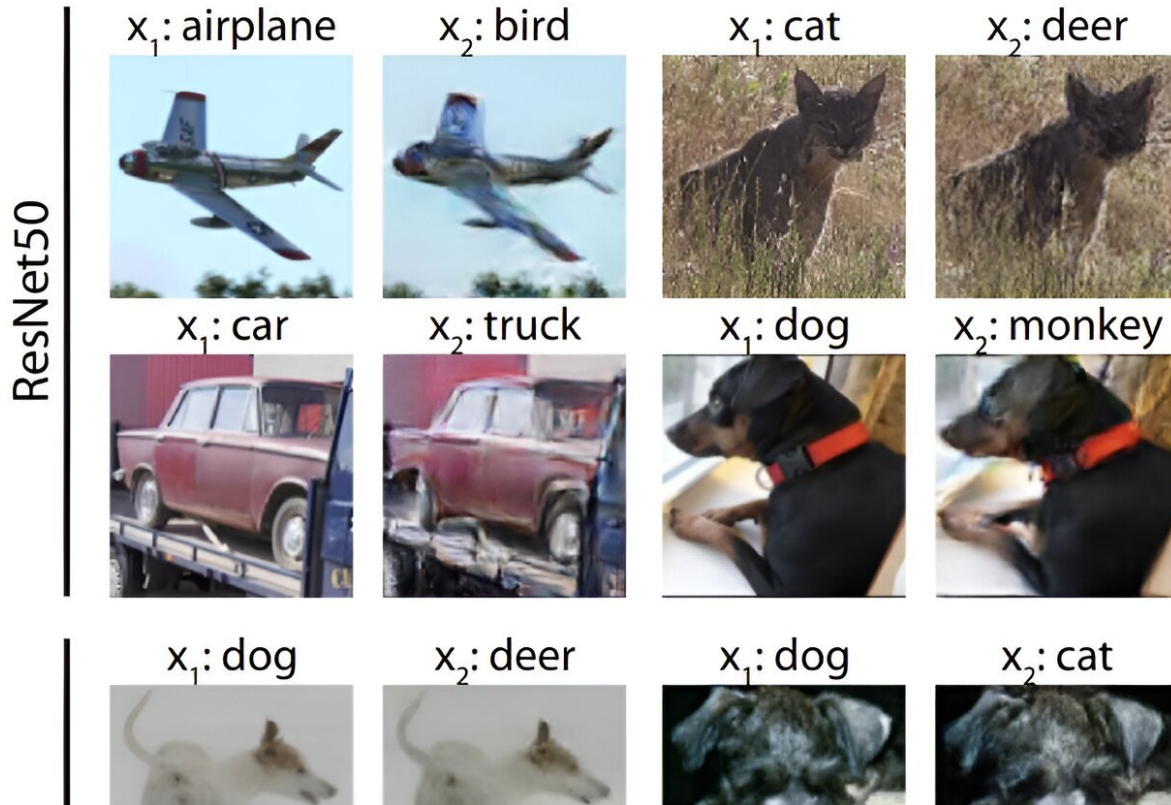 x₁: airplane x₂: bird x₁: cat x₂: deer
ResNet50
x₁: car x₂: truck x₁: dog x₂: monkey
x₁: dog x₂: deer x₁: dog x₂: cat